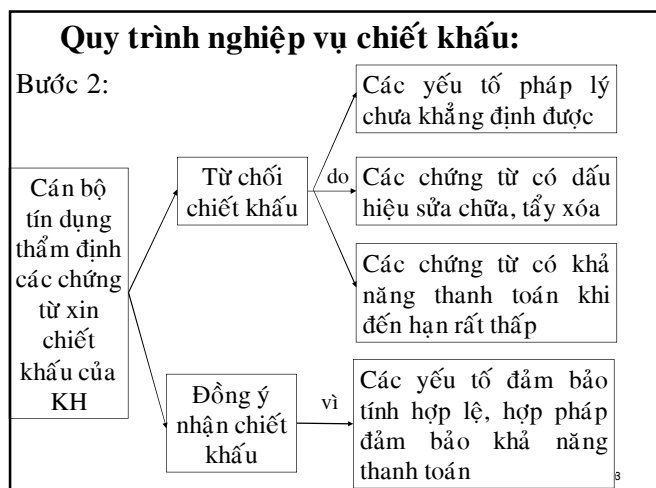 Quy trình nghiệp vụ chiết khấu:
Bước 2:
Cán bộ
tín dụng
thẩm định
các chứng
từ xin
chiết
khấu của
KH
Từ chối
chiết khấu
do
Các yếu tố pháp lý
chưa khẳng định được
Các chứng từ có dấu
hiệu sửa chữa, tẩy xóa
Các chứng từ có khả
năng thanh toán khi
đến hạn rất thấp
Đồng ý
nhận chiết
khấu
vì
Các yếu tố đảm bảo
tính hợp lệ, hợp pháp
đảm bảo khả năng
thanh toán